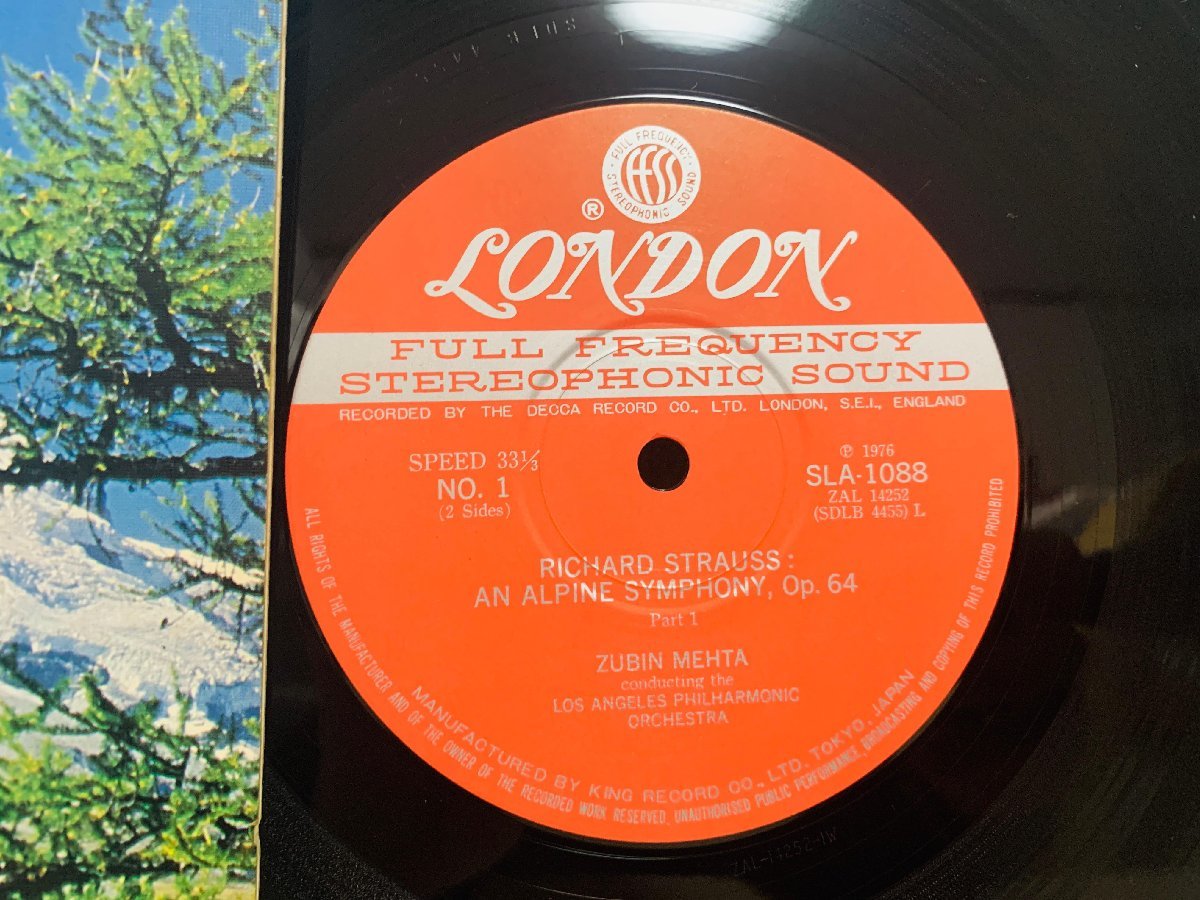 FULL FREQUENCY
STEREOPHONIC SOUND
ffss
®
LONDON
FULL FREQUENCY
STEREOPHONIC SOUND
RECORDED BY THE DECCA RECORD CO., LTD. LONDON, S.E.I., ENGLAND
SPEED 33⅓
NO. 1
(2 Sides)
℗ 1976
SLA-1088
ZAL 14252
(SDLB 4455) L
RICHARD STRAUSS:
AN ALPINE SYMPHONY, Op. 64
Part 1
ZUBIN MEHTA
conducting the
LOS ANGELES PHILHARMONIC
ORCHESTRA
MANUFACTURED BY KING RECORD CO., LTD. TOKYO, JAPAN
ALL RIGHTS OF THE MANUFACTURER AND OF THE OWNER OF THE RECORDED WORK RESERVED, UNAUTHORISED PUBLIC PERFORMANCE, BROADCASTING AND COPYING OF THIS RECORD PROHIBITED
ZAL-14252-1W